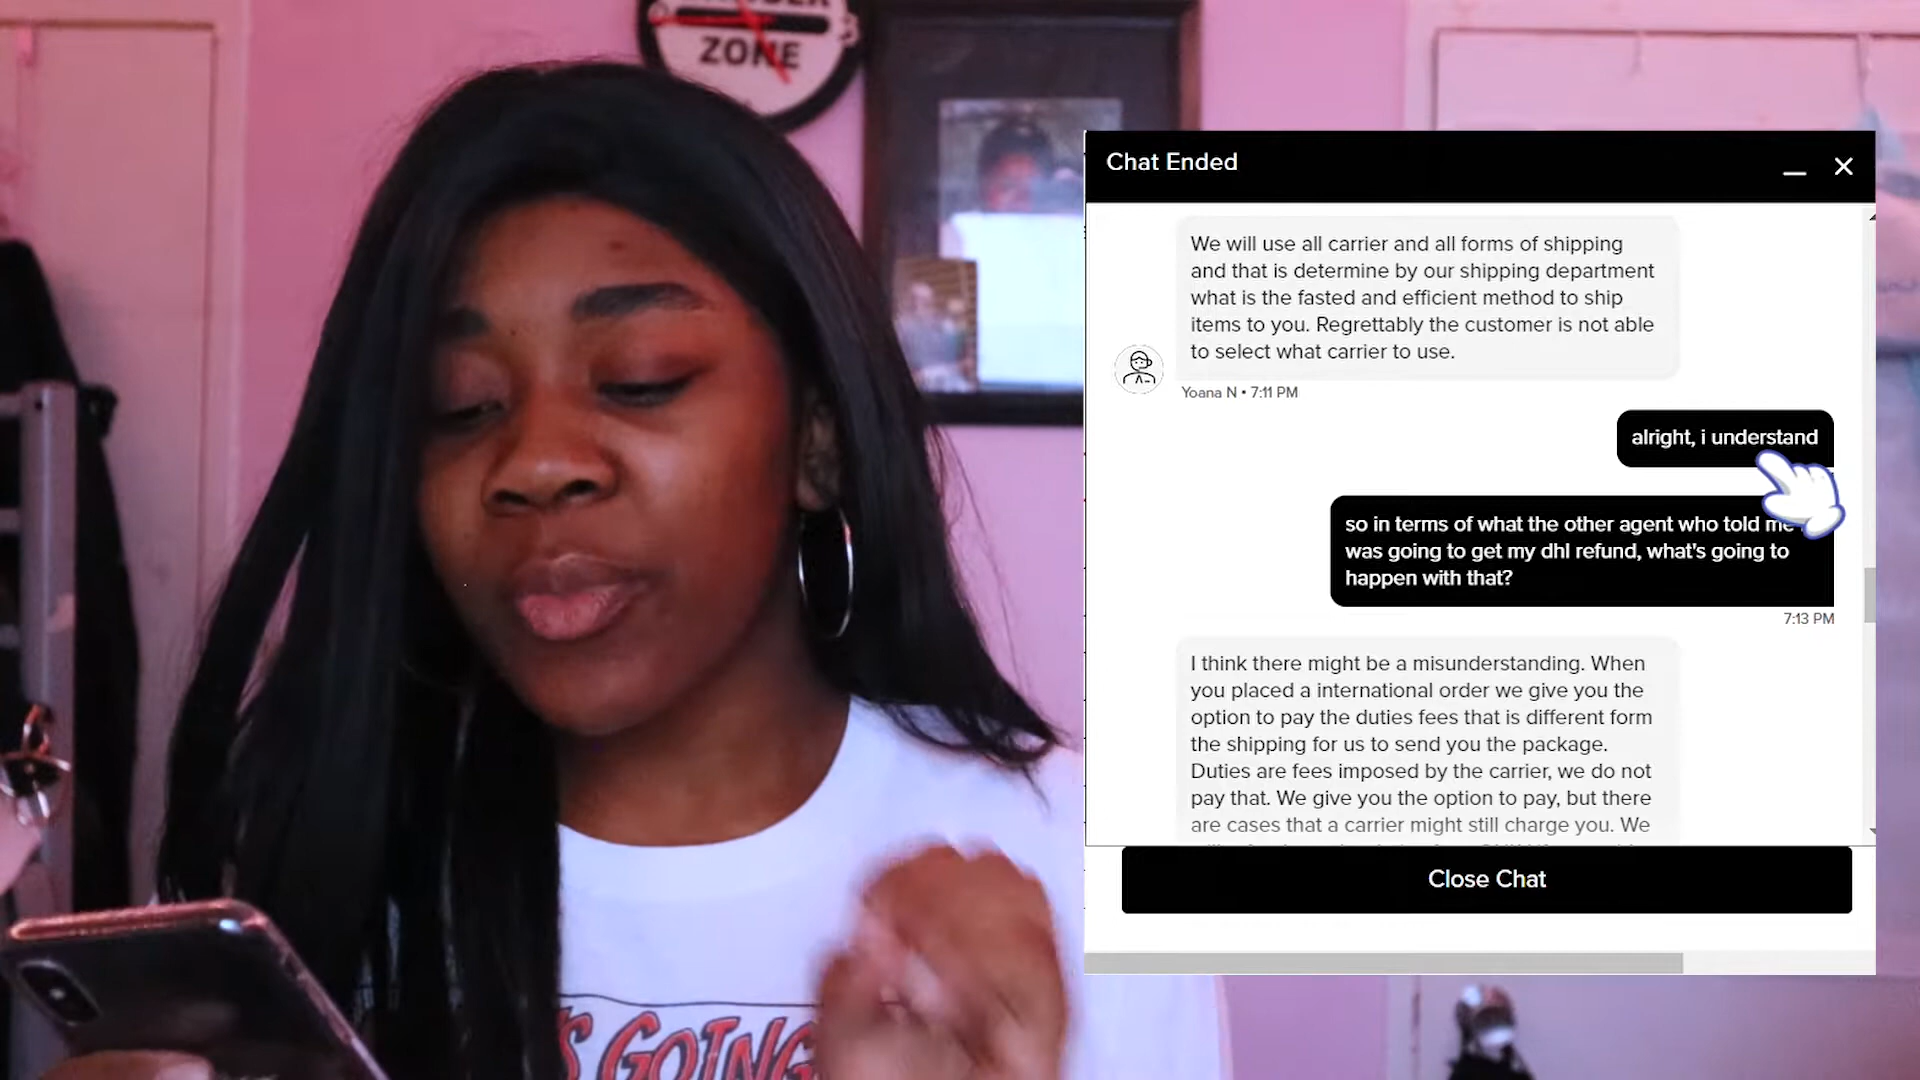 ZONE
Chat Ended
We will use all carrier and all forms of shipping
and that is determine by our shipping department
what is the fasted and efficient method to ship
items to you. Regrettably the customer is not able
to select what carrier to use.
Yoana N • 7:11 PM
alright, i understand
so in terms of what the other agent who told me
was going to get my dhl refund, what's going to
happen with that?
7:13 PM
I think there might be a misunderstanding. When
you placed a international order we give you the
option to pay the duties fees that is different form
the shipping for us to send you the package.
Duties are fees imposed by the carrier, we do not
pay that. We give you the option to pay, but there
are cases that a carrier might still charge you. We
Close Chat
GOING